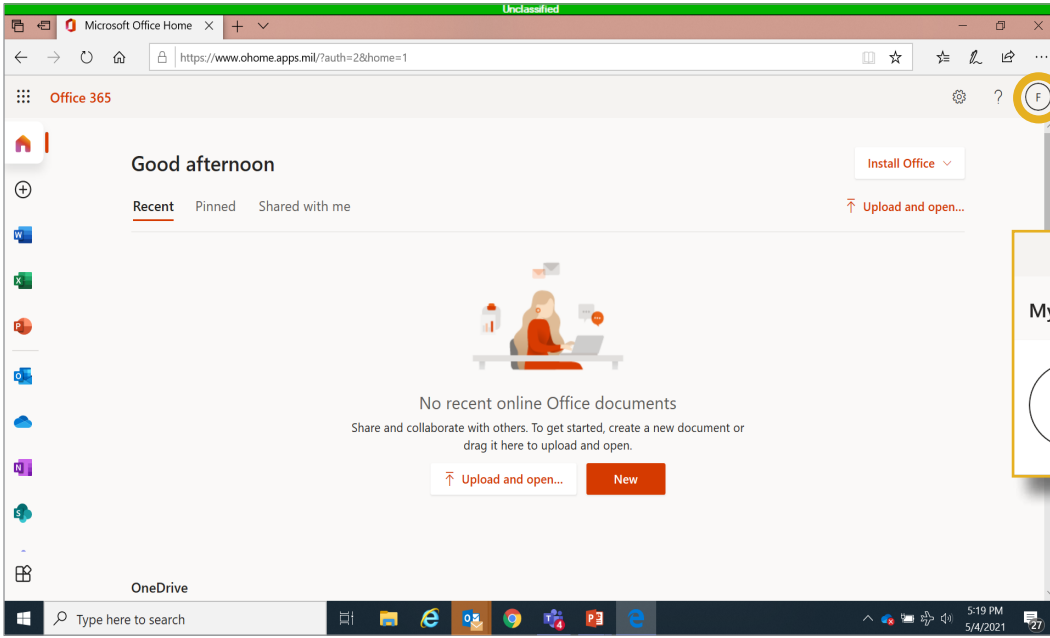 Unclassified
Microsoft Office Home
https://www.ohome.apps.mil/?auth=2&home=1
Office 365
?
F
Good afternoon
Install Office
Recent Pinned Shared with me
Upload and open...
W
X
My
P
O
No recent online Office documents
Share and collaborate with others. To get started, create a new document or
drag it here to upload and open.
N
Upload and open...
New
S
OneDrive
Type here to search
5:19 PM
5/4/2021
4
27